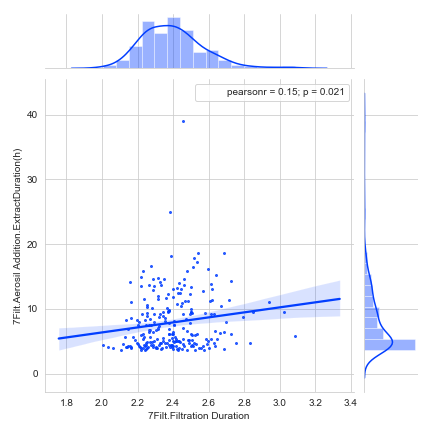 pearsonr = 0.15; p = 0.021
40
30
20
10
0
7Filt.Aerosil Addition.ExtractDuration(h)
1.8 2.0 2.2 2.4 2.6 2.8 3.0 3.2 3.4
7Filt.Filtration Duration